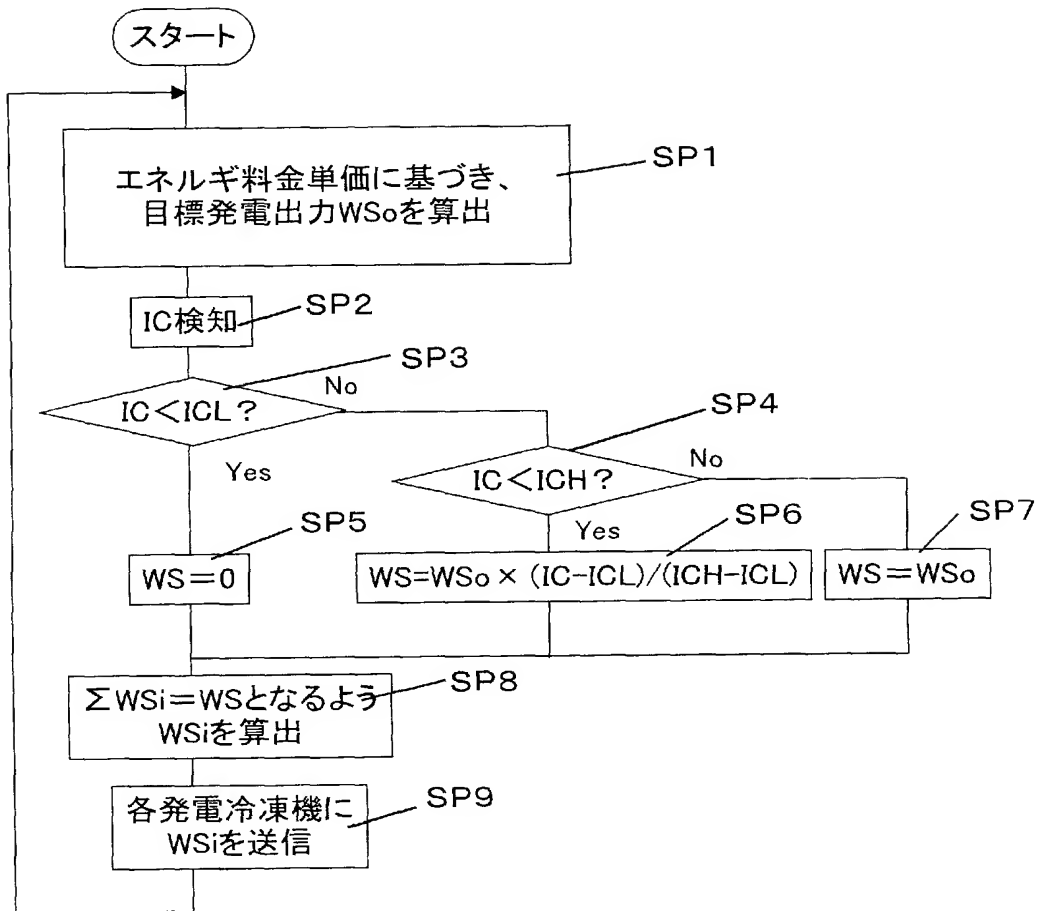 スタート
エネルギ料金単価に基づき、
目標発電出力WSoを算出
SP1
IC検知
SP2
SP3
IC<ICL?
No
Yes
SP4
IC<ICH?
No
Yes
SP5
WS=0
SP6
WS=WSo×(IC-ICL)/(ICH-ICL)
SP7
WS=WSo
ΣWSi=WSとなるよう
WSiを算出
SP8
各発電冷凍機に
WSiを送信
SP9